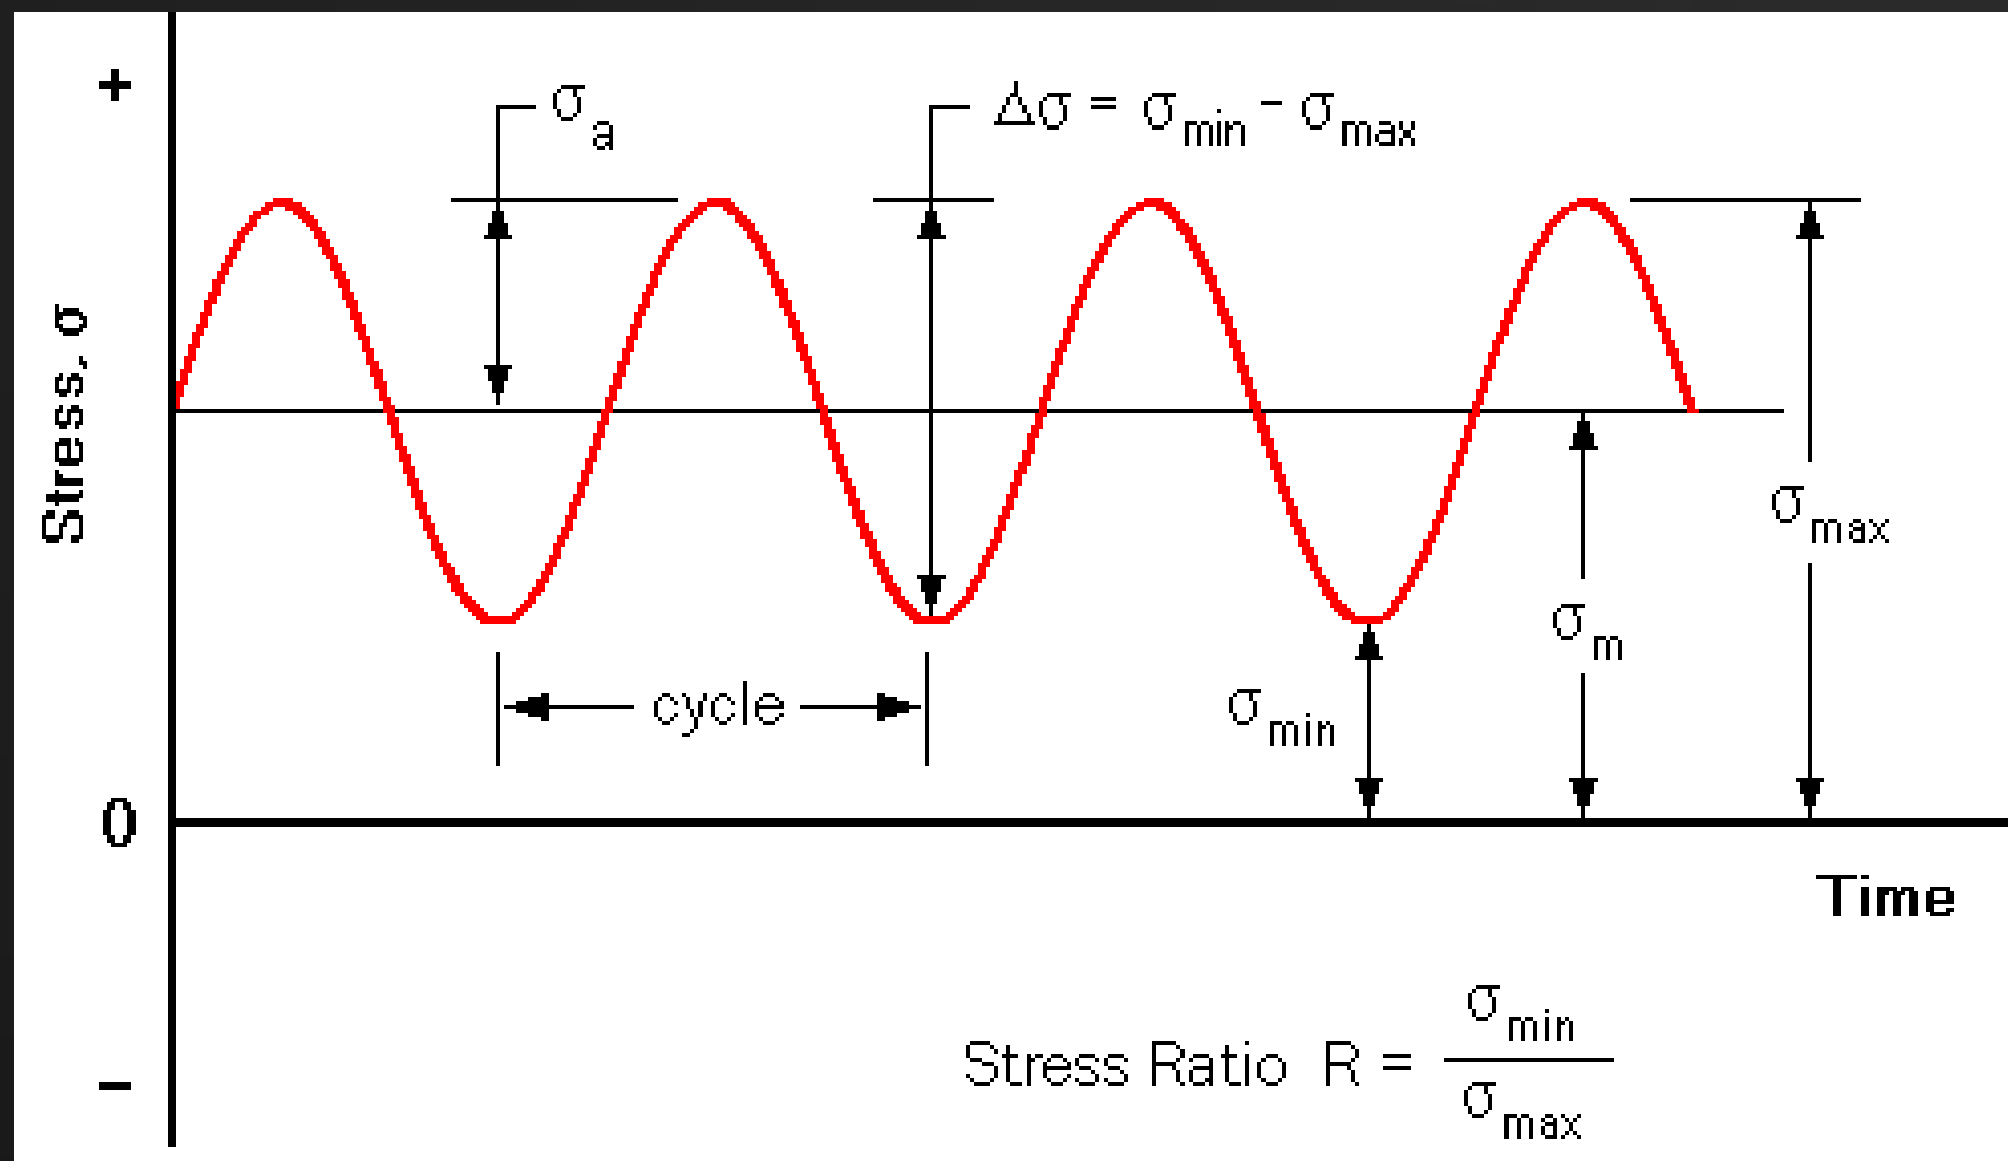 +
σa
Δσ = σmin - σmax
Stress, σ
σmax
σm
cycle
σmin
0
Time
Stress Ratio R = σmin / σmax
–